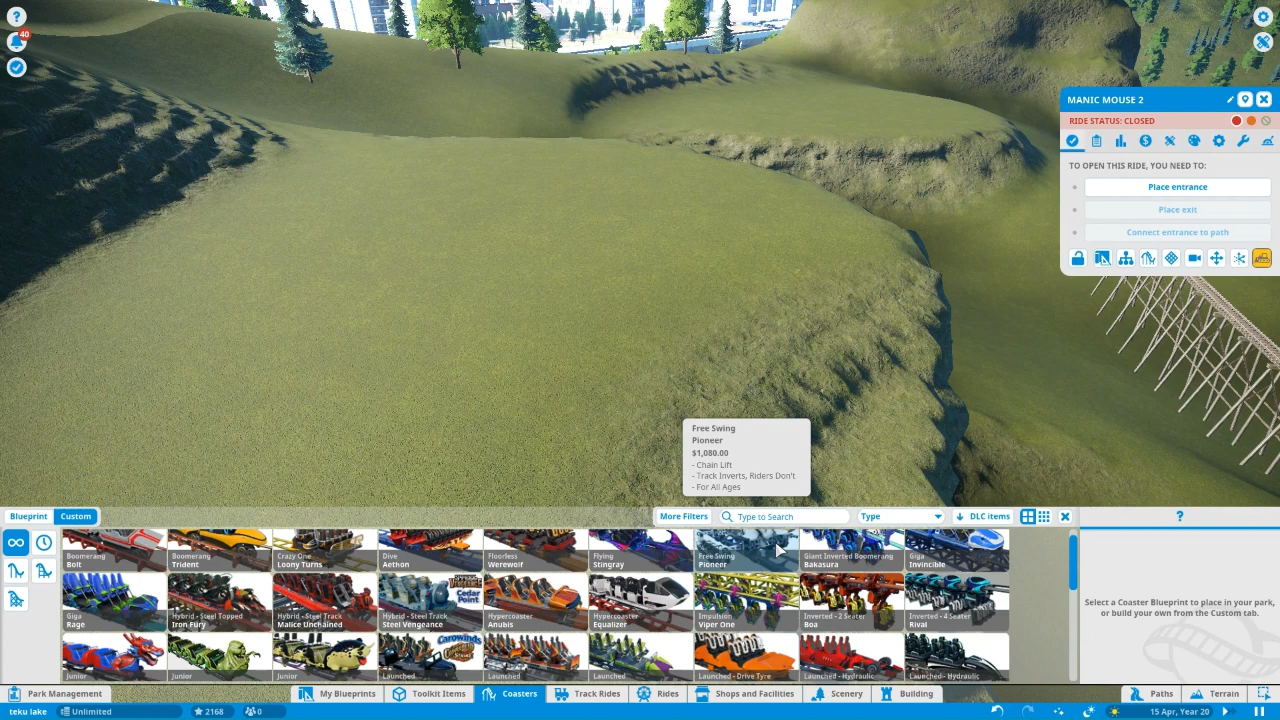 ?
40
MANIC MOUSE 2
RIDE STATUS: CLOSED
TO OPEN THIS RIDE, YOU NEED TO:
Place entrance
Place exit
Connect entrance to path
Free Swing
Pioneer
$1,080.00
- Chain Lift
- Track Inverts, Riders Don't
- For All Ages
Blueprint Custom
More Filters Type to Search Type DLC items
?
Boomerang
Bolt
Boomerang
Trident
Crazy One
Loony Turns
Dive
Aethon
Floorless
Werewolf
Flying
Stingray
Free Swing
Pioneer
Giant Inverted Boomerang
Bakasura
Giga
Invincible
Giga
Rage
Hybrid - Steel Topped
Iron Fury
Hybrid - Steel Track
Malice Unchained
Hybrid - Steel Track
Steel Vengeance
Cedar Point
Hypercoaster
Anubis
Hypercoaster
Equalizer
Impulsion
Viper One
Inverted - 2 Seater
Boa
Inverted - 4 Seater
Rival
Junior
Junior
Junior
Carowinds
Launched
Launched
Launched
Launched - Drive Tyre
Launched - Hydraulic
Launched - Hydraulic
Select a Coaster Blueprint to place in your park,
or build your own from the Custom tab.
Park Management My Blueprints Toolkit Items Coasters Track Rides Rides Shops and Facilities Scenery Building Paths Terrain
teku lake Unlimited 2168 0 15 Apr, Year 20